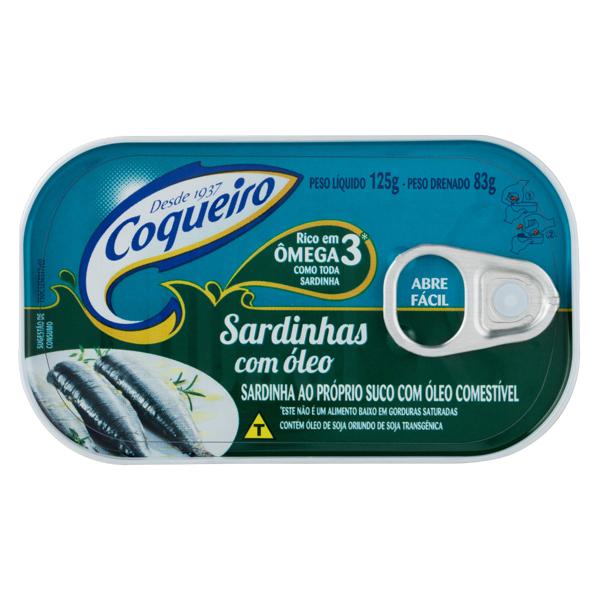 Desde 1937
Coqueiro
PESO LÍQUIDO 125g - PESO DRENADO 83g
Rico em
ÔMEGA 3*
COMO TODA
SARDINHA
ABRE
FÁCIL
1
2
SUGESTÃO DE
CONSUMO
Sardinhas
com óleo
SARDINHA AO PRÓPRIO SUCO COM ÓLEO COMESTÍVEL
*ESTE NÃO É UM ALIMENTO BAIXO EM GORDURAS SATURADAS
CONTÉM ÓLEO DE SOJA ORIUNDO DE SOJA TRANSGÊNICA
T